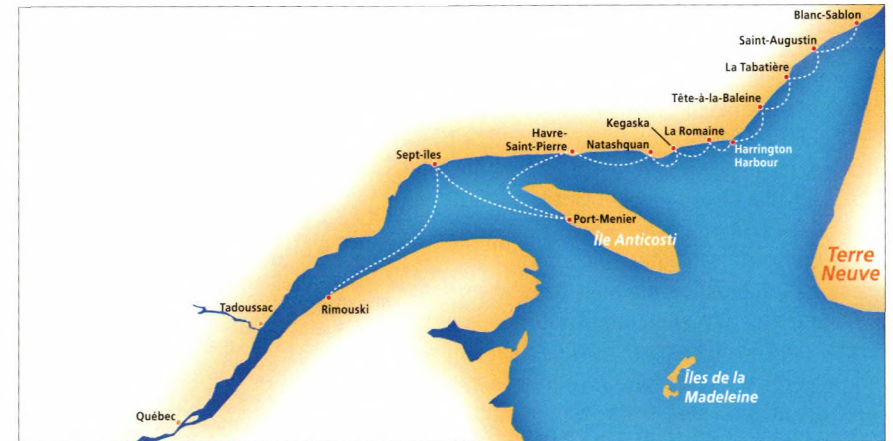 Blanc-Sablon
Saint-Augustin
La Tabatière
Tête-à-la-Baleine
Kegaska
La Romaine
Havre-
Saint-Pierre
Natashquan
Harrington
Harbour
Sept-îles
Port-Menier
Île Anticosti
Terre
Neuve
Tadoussac
Rimouski
Îles de la
Madeleine
Québec